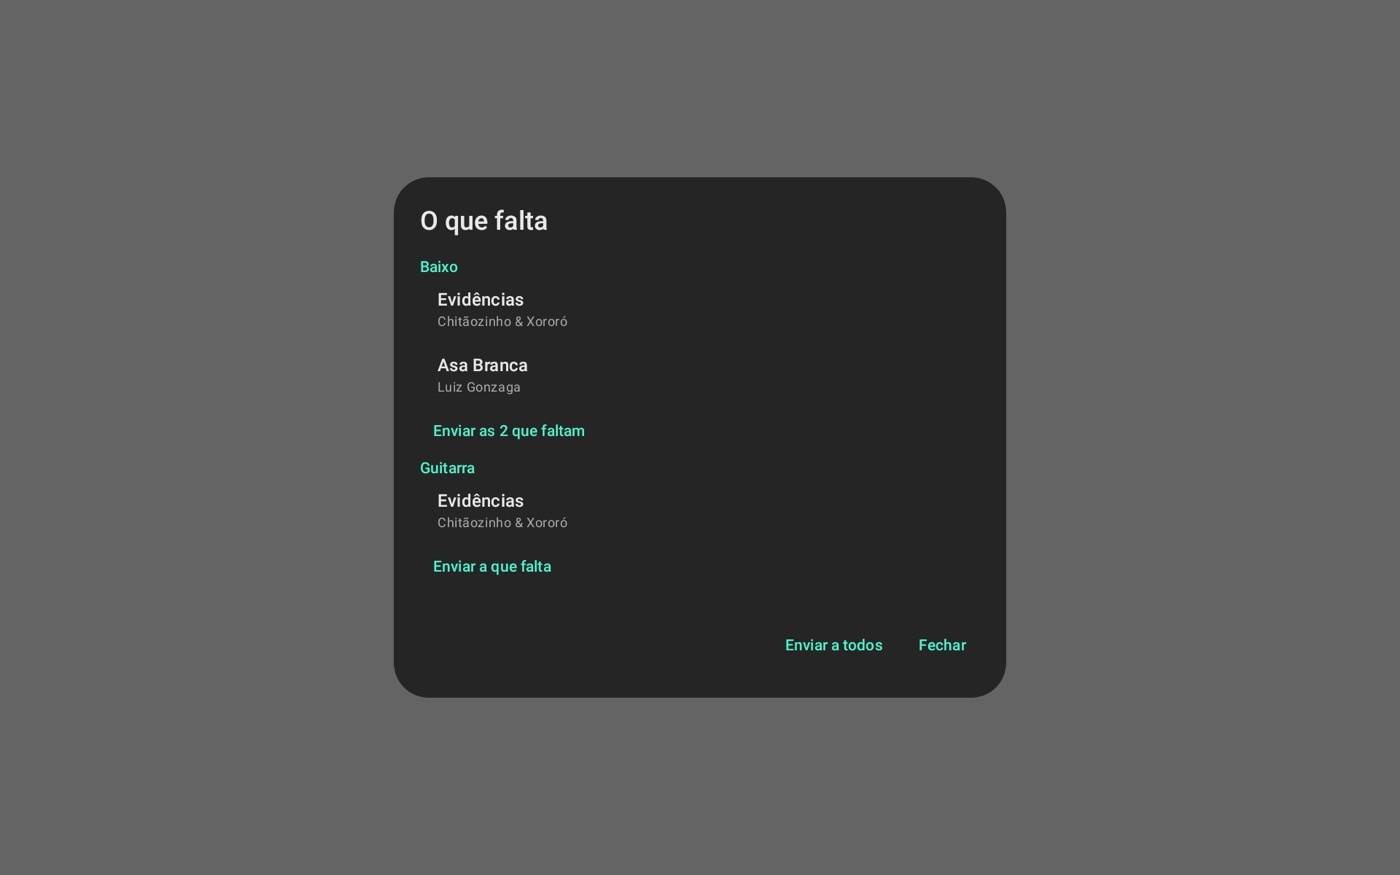 O que falta
Baixo
Evidências
Chitãozinho & Xororó
Asa Branca
Luiz Gonzaga
Enviar as 2 que faltam
Guitarra
Evidências
Chitãozinho & Xororó
Enviar a que falta
Enviar a todos
Fechar